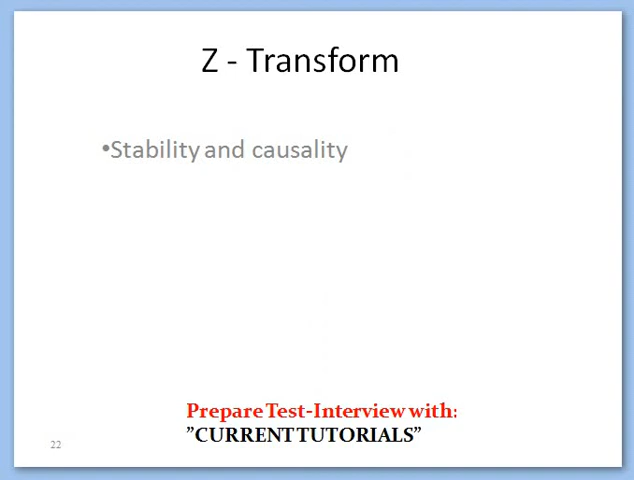 Z - Transform
•Stability and causality
Prepare Test-Interview with:
”CURRENT TUTORIALS”
22